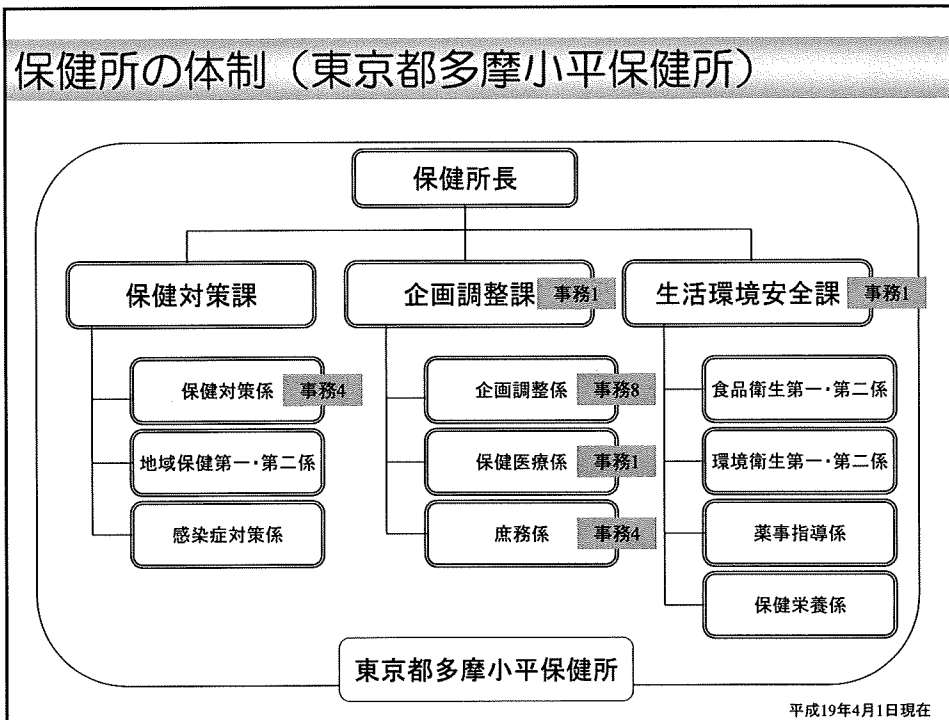 保健所の体制（東京都多摩小平保健所）
保健所長
保健対策課
企画調整課 事務1
生活環境安全課 事務1
保健対策係 事務4
地域保健第一・第二係
感染症対策係
企画調整係 事務8
保健医療係 事務1
庶務係 事務4
食品衛生第一・第二係
環境衛生第一・第二係
薬事指導係
保健栄養係
東京都多摩小平保健所
平成19年4月1日現在